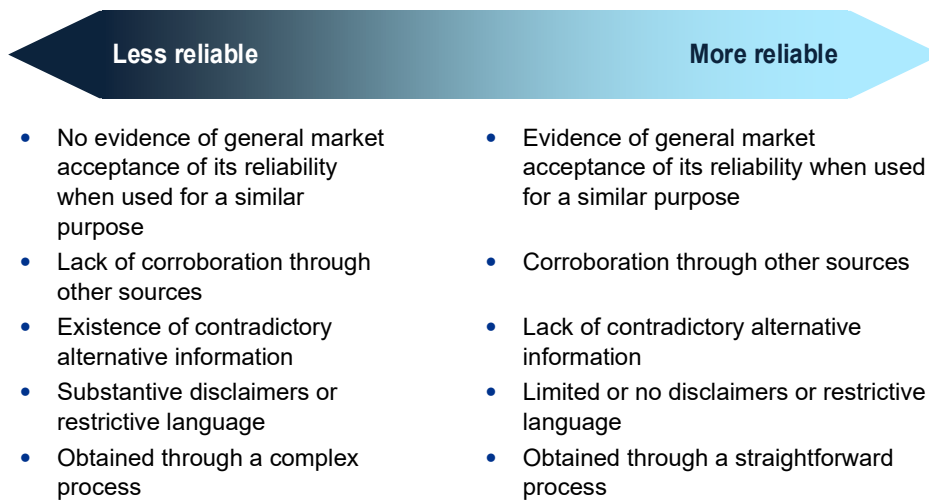 Less reliable
More reliable
• No evidence of general market
acceptance of its reliability
when used for a similar
purpose
• Evidence of general market
acceptance of its reliability when used
for a similar purpose
• Lack of corroboration through
other sources
• Corroboration through other sources
• Existence of contradictory
alternative information
• Lack of contradictory alternative
information
• Substantive disclaimers or
restrictive language
• Limited or no disclaimers or restrictive
language
• Obtained through a complex
process
• Obtained through a straightforward
process